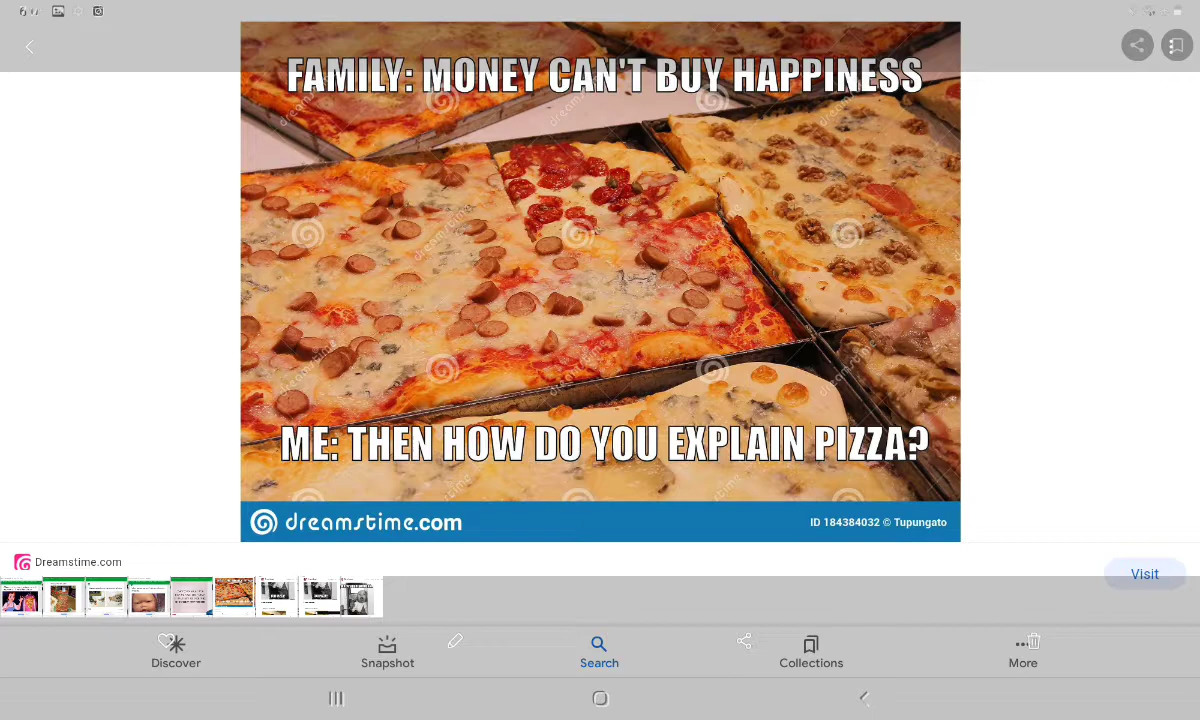 FAMILY: MONEY CAN'T BUY HAPPINESS
ME: THEN HOW DO YOU EXPLAIN PIZZA?
dreamstime.com
ID 184384032 © Tupungato
Dreamstime.com
Visit
Discover
Snapshot
Search
Collections
More